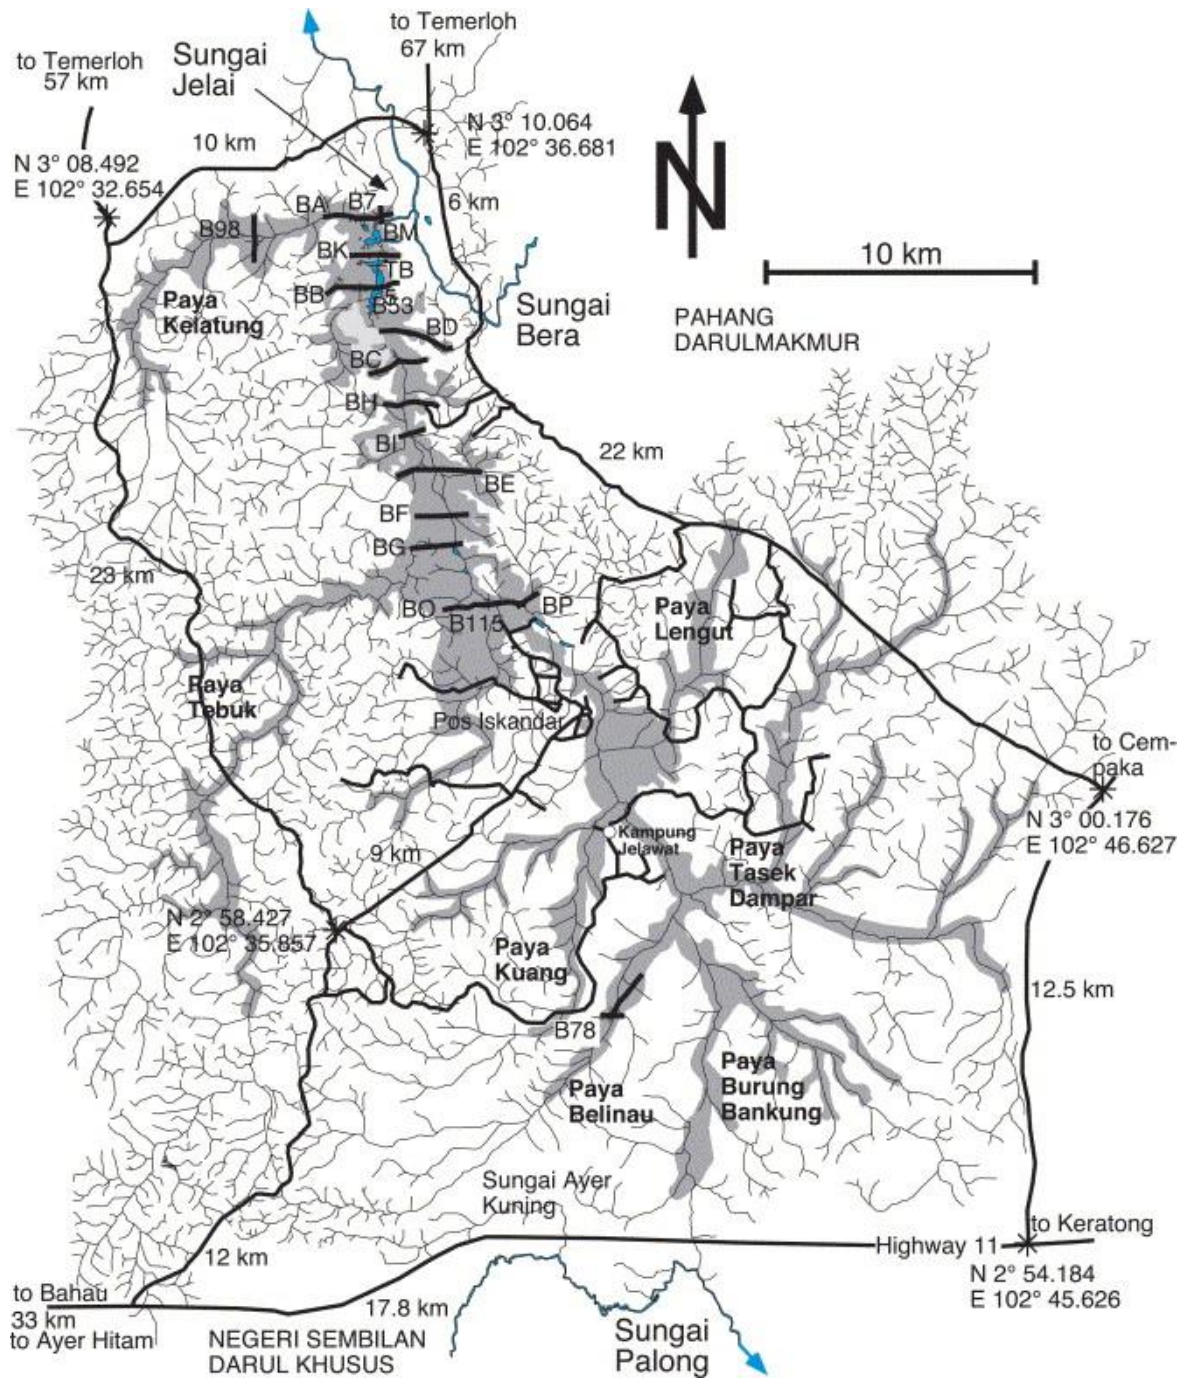 to Temerloh
67 km
to Temerloh
57 km
Sungai
Jelai
N 3° 10.064
E 102° 36.681
10 km
N 3° 08.492
E 102° 32.654
N
6 km
BA
B7
B98
BM
BK
TB
BB
5
B53
10 km
Sungai
Bera
PAHANG
DARULMAKMUR
Paya
Kelatung
BD
BC
BH
BI
22 km
BE
BF
BG
23 km
BO
BP
B115
Paya
Lengut
Raya
Tebuk
Pos Iskandar
to Cem-
paka
N 3° 00.176
E 102° 46.627
Kampung
Jelawat
9 km
Paya
Tasek
Dampar
N 2° 58.427
E 102° 35.857
Paya
Kuang
12.5 km
B78
Paya
Belinau
Paya
Burung
Bankung
Sungai Ayer
Kuning
to Keratong
Highway 11
12 km
N 2° 54.184
E 102° 45.626
to Bahau
33 km
to Ayer Hitam
17.8 km
NEGERI SEMBILAN
DARUL KHUSUS
Sungai
Palong